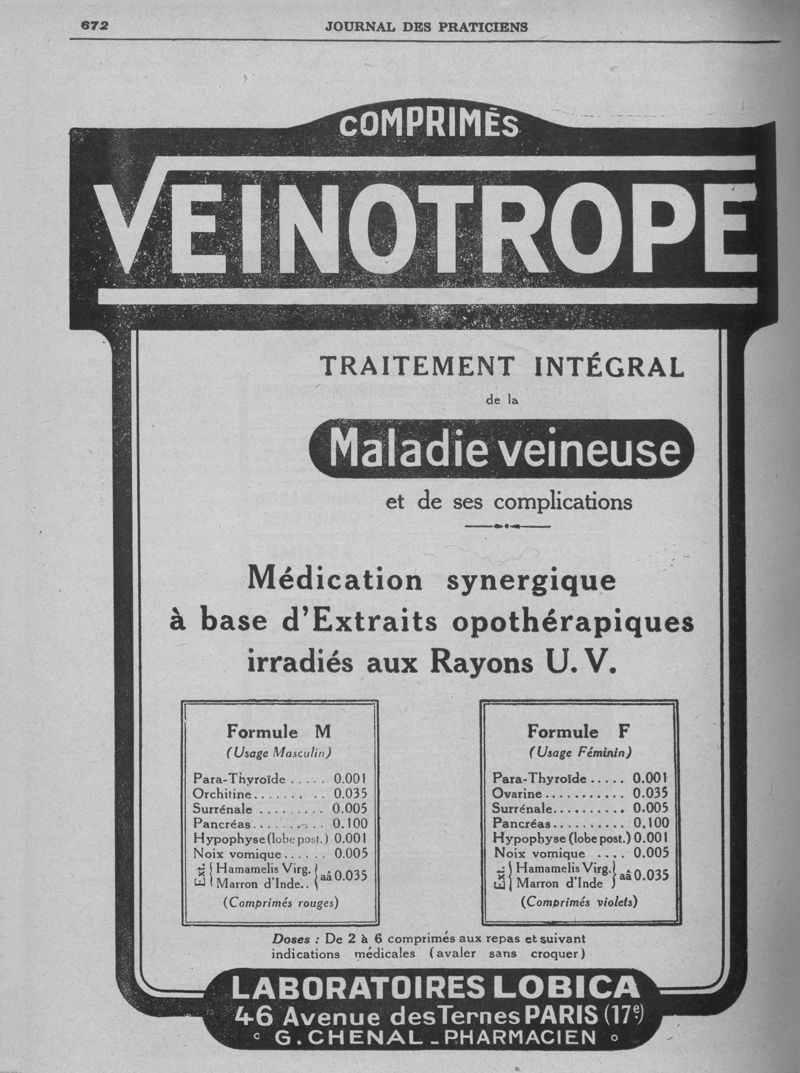 672
JOURNAL DES PRATICIENS
COMPRIMÉS
VEINOTROPE
TRAITEMENT INTÉGRAL
de la
Maladie veineuse
et de ses complications
Médication synergique
à base d'Extraits opothérapiques
irradiés aux Rayons U. V.
Formule M
(Usage Masculin)
Para-Thyroïde ..... 0.001
Orchitine....... .. 0.035
Surrénale ......... 0.005
Pancréas.......... 0.100
Hypophyse (lobe post.) 0.001
Noix vomique...... 0.005
Ext. { Hamamelis Virg. } aâ 0.035
Marron d'Inde..
(Comprimés rouges)
Formule F
(Usage Féminin)
Para-Thyroïde ..... 0.001
Ovarine ........... 0.035
Surrénale.......... 0.005
Pancréas.......... 0.100
Hypophyse (lobe post.) 0.001
Noix vomique .... 0.005
Ext. { Hamamelis Virg. } aâ 0.035
Marron d'Inde
(Comprimés violets)
Doses : De 2 à 6 comprimés aux repas et suivant
indications médicales (avaler sans croquer)
LABORATOIRES LOBICA
46 Avenue des Ternes PARIS (17e)
G. CHENAL - PHARMACIEN